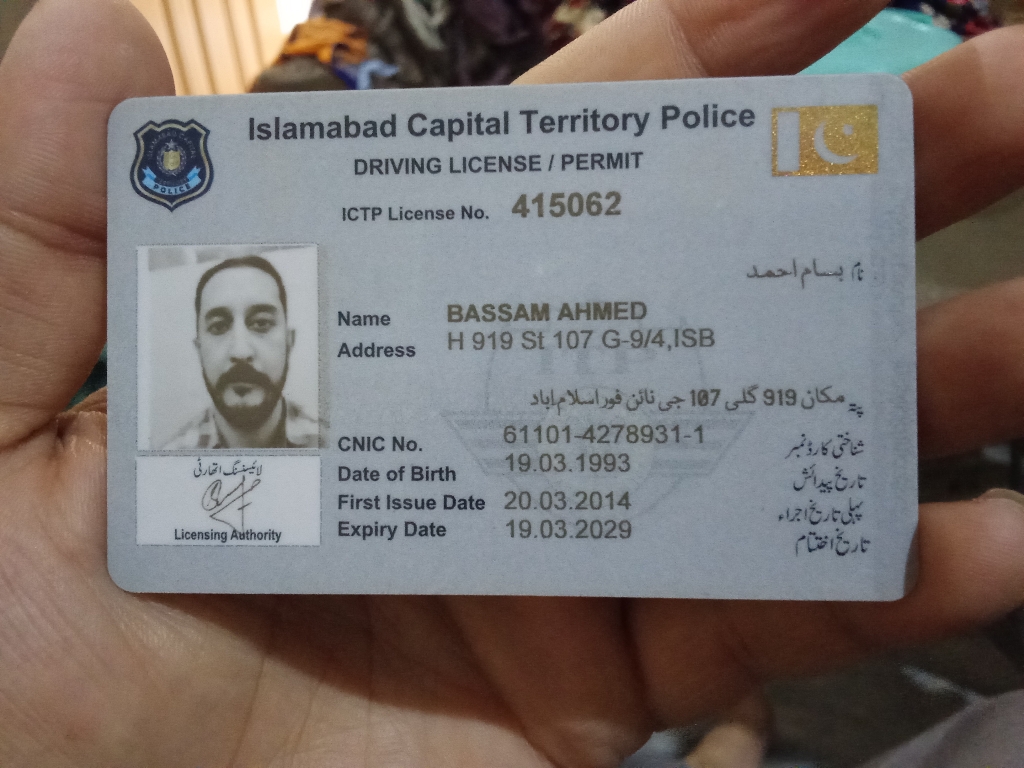 Islamabad Capital Territory Police
DRIVING LICENSE / PERMIT
ICTP License No. 415062
POLICE
نام بسام احمد
Name BASSAM AHMED
Address H 919 St 107 G-9/4,ISB
پتہ مکان 919 گلی 107 جی نائن فور اسلام اباد
CNIC No. 61101-4278931-1 شناختی کارڈ نمبر
Date of Birth 19.03.1993 تاریخ پیدائش
First Issue Date 20.03.2014 پہلی تاریخ اجراء
Expiry Date 19.03.2029 تاریخ اختتام
لائیسنسنگ اتھارٹی
Licensing Authority